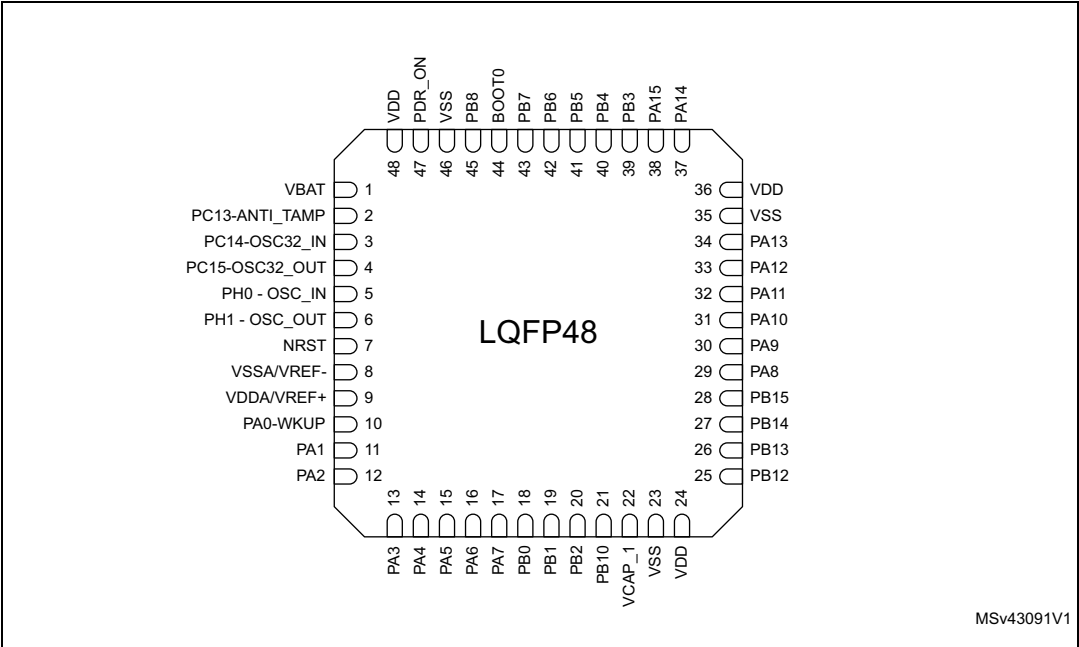 VDD
PDR_ON
VSS
PB8
BOOT0
PB7
PB6
PB5
PB4
PB3
PA15
PA14
48
47
46
45
44
43
42
41
40
39
38
37
VBAT 1
PC13-ANTI_TAMP 2
PC14-OSC32_IN 3
PC15-OSC32_OUT 4
PH0 - OSC_IN 5
PH1 - OSC_OUT 6
NRST 7
VSSA/VREF- 8
VDDA/VREF+ 9
PA0-WKUP 10
PA1 11
PA2 12
LQFP48
36 VDD
35 VSS
34 PA13
33 PA12
32 PA11
31 PA10
30 PA9
29 PA8
28 PB15
27 PB14
26 PB13
25 PB12
13
14
15
16
17
18
19
20
21
22
23
24
PA3
PA4
PA5
PA6
PA7
PB0
PB1
PB2
PB10
VCAP_1
VSS
VDD
MSv43091V1